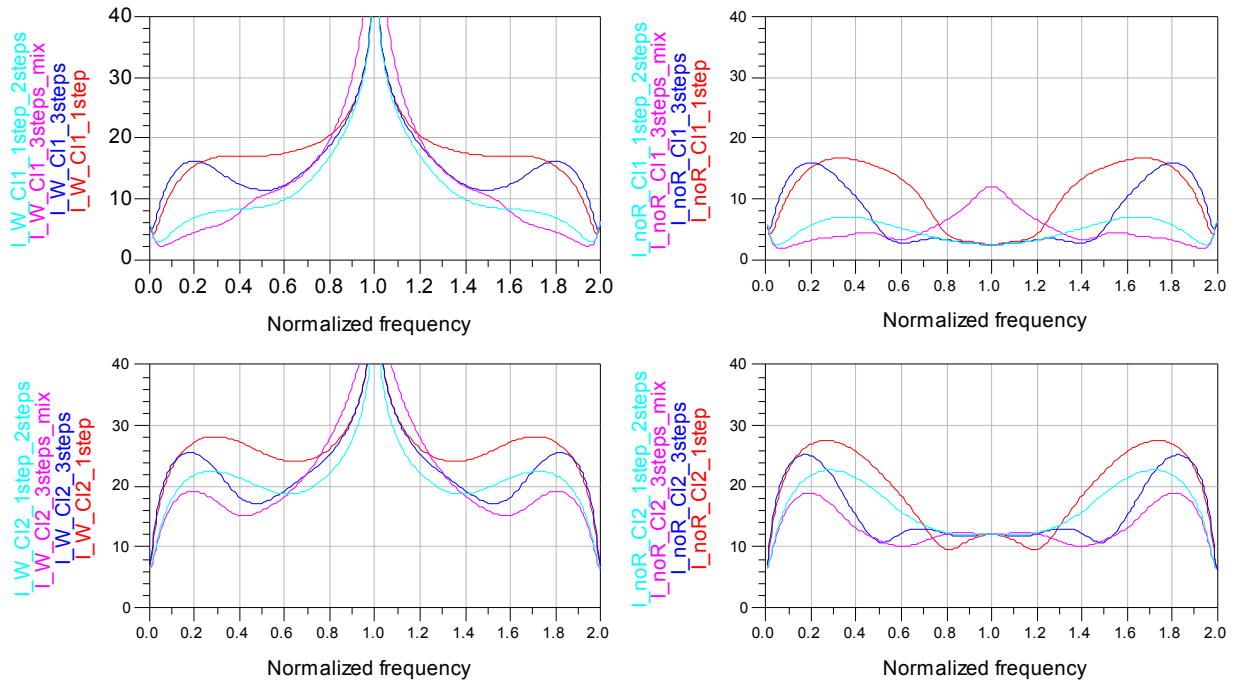 I_W_Cl1_1step_2steps
I_W_Cl1_3steps_mix
I_W_Cl1_3steps
I_W_Cl1_1step
40
30
20
10
0
0.0 0.2 0.4 0.6 0.8 1.0 1.2 1.4 1.6 1.8 2.0
Normalized frequency
I_noR_Cl1_1step_2steps
I_noR_Cl1_3steps_mix
I_noR_Cl1_3steps
I_noR_Cl1_1step
40
30
20
10
0
0.0 0.2 0.4 0.6 0.8 1.0 1.2 1.4 1.6 1.8 2.0
Normalized frequency
I_W_Cl2_1step_2steps
I_W_Cl2_3steps_mix
I_W_Cl2_3steps
I_W_Cl2_1step
40
30
20
10
0
0.0 0.2 0.4 0.6 0.8 1.0 1.2 1.4 1.6 1.8 2.0
Normalized frequency
I_noR_Cl2_1step_2steps
I_noR_Cl2_3steps_mix
I_noR_Cl2_3steps
I_noR_Cl2_1step
40
30
20
10
0
0.0 0.2 0.4 0.6 0.8 1.0 1.2 1.4 1.6 1.8 2.0
Normalized frequency